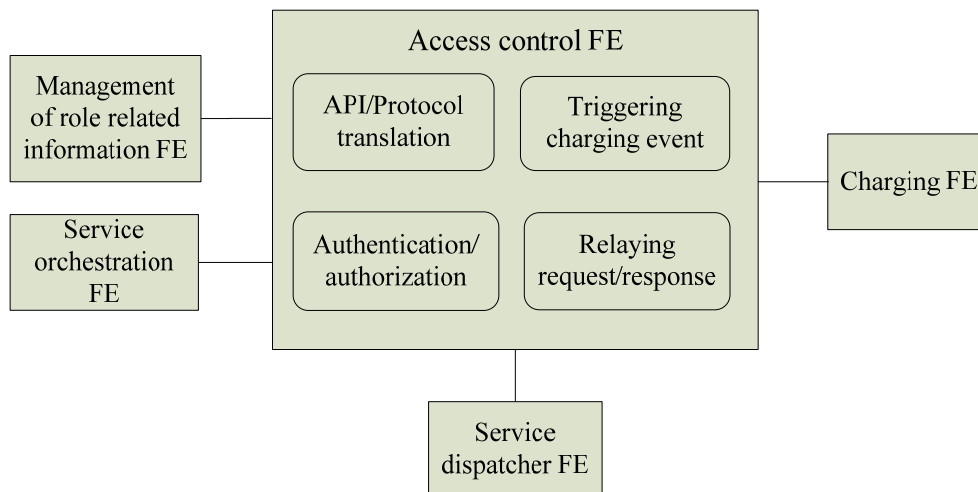 Access control FE
Management
of role related
information FE
API/Protocol
translation
Triggering
charging event
Charging FE
Service
orchestration
FE
Authentication/
authorization
Relaying
request/response
Service
dispatcher FE